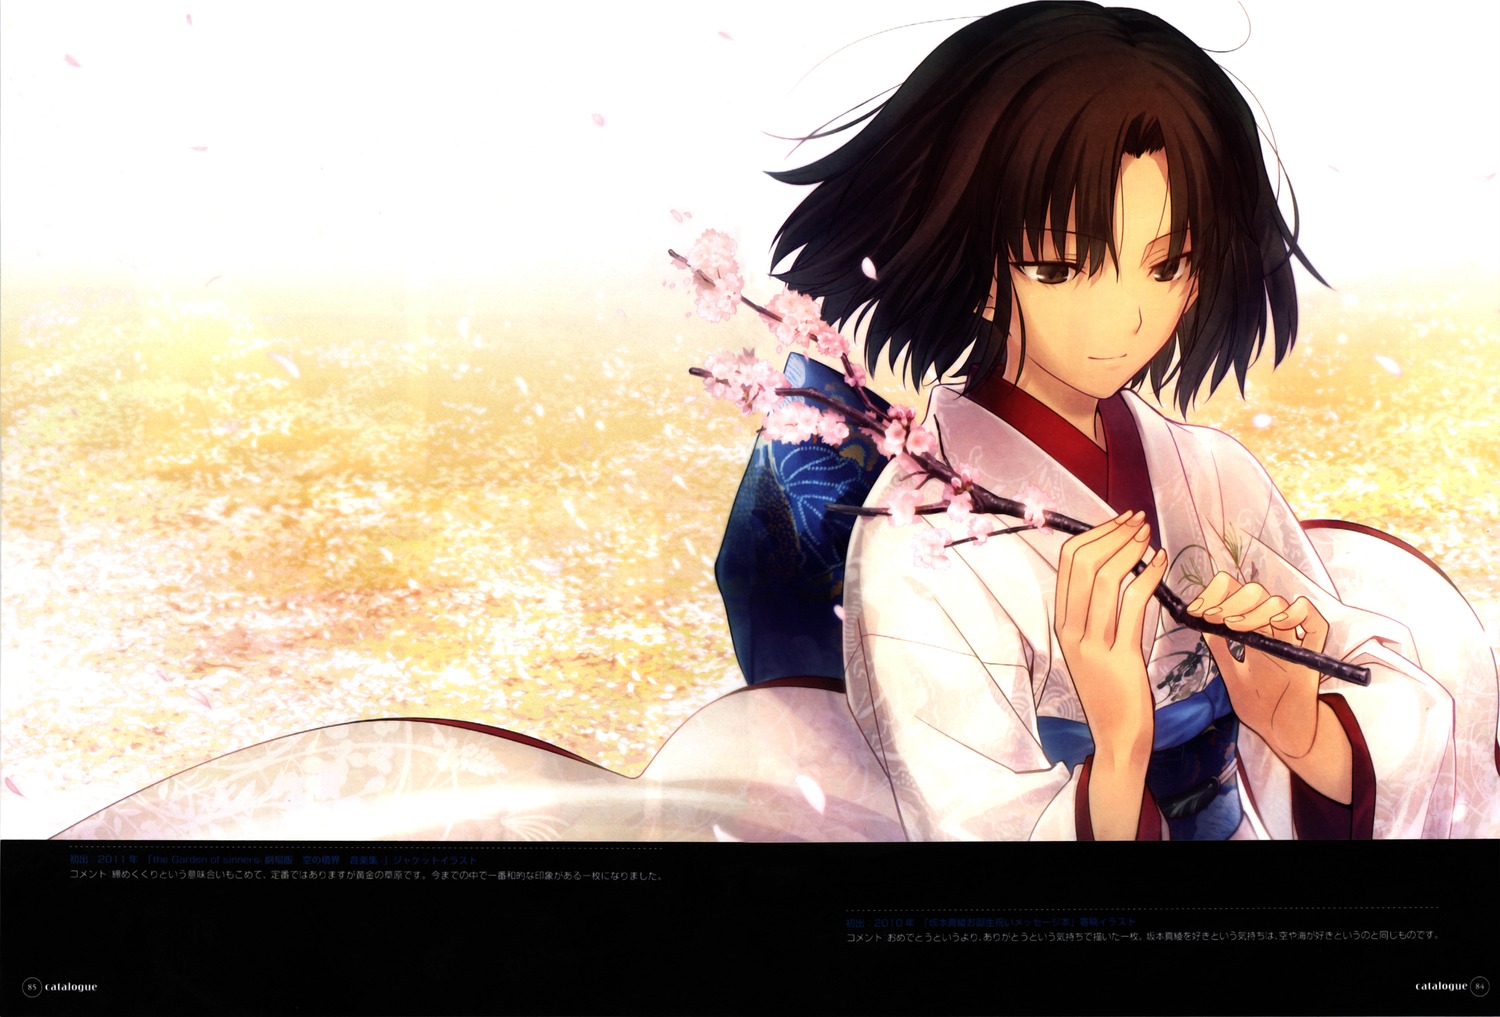 初出：2011年 「the Garden of sinners-劇場版 空の境界 音楽集-」ジャケットイラスト
コメント 締めくくりという意味合いもこめて、定番ではありますが黄金の草原です。今までの中で一番和的な印象がある一枚になりました。
初出：2010年 「坂本真綾お誕生祝いメッセージ本」寄稿イラスト
コメント おめでとうというより、ありがとうという気持ちで描いた一枚。坂本真綾を好きという気持ちは、空や海が好きというのと同じものです。
85 catalogue
catalogue 84